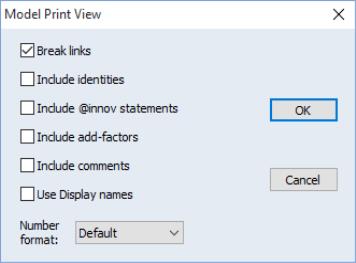 Model Print View
Break links
Include identities
Include @innov statements
OK
Include add-factors
Include comments
Cancel
Use Display names
Number
format:
Default